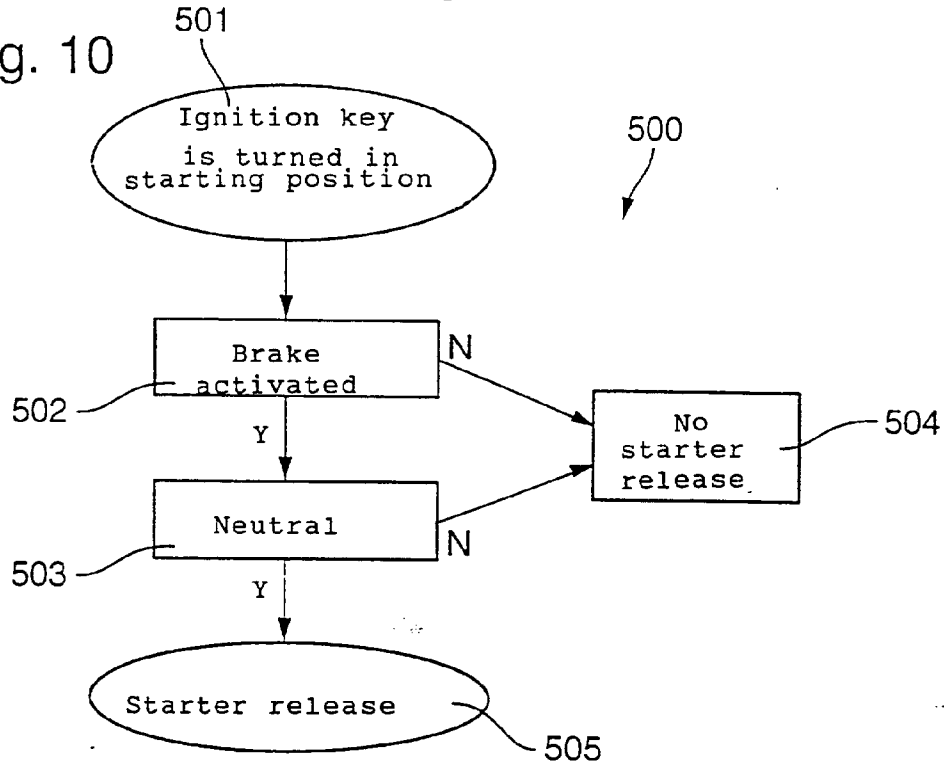 501
g. 10
Ignition key
is turned in
starting position
500
Brake
activated
N
502
Y
No
starter
release
504
Neutral
N
503
Y
Starter release
505